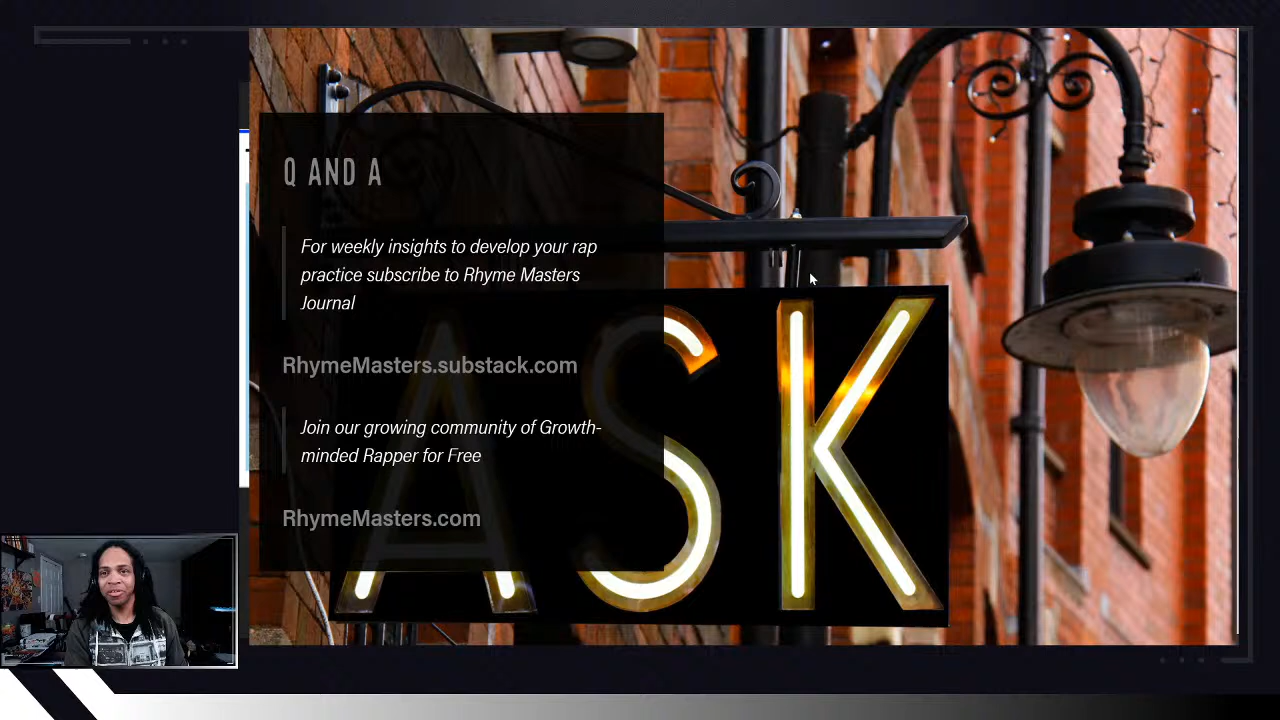 Q AND A
For weekly insights to develop your rap
practice subscribe to Rhyme Masters
Journal
RhymeMasters.substack.com
Join our growing community of Growth-
minded Rapper for Free
RhymeMasters.com
ASK